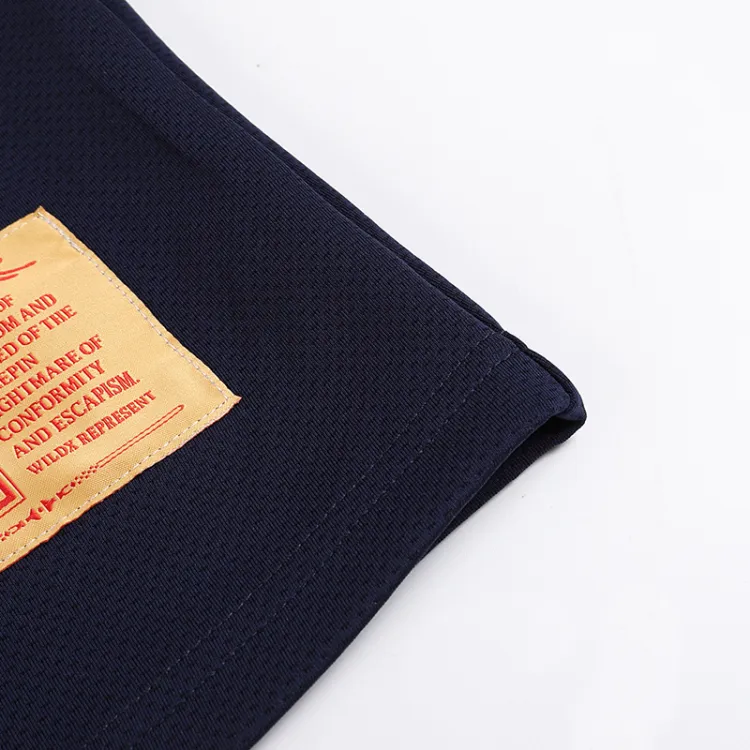 OF
OM AND
ED OF THE
EPIN
GHTMARE OF
CONFORMITY
AND ESCAPISM.
WILDX REPRESENT